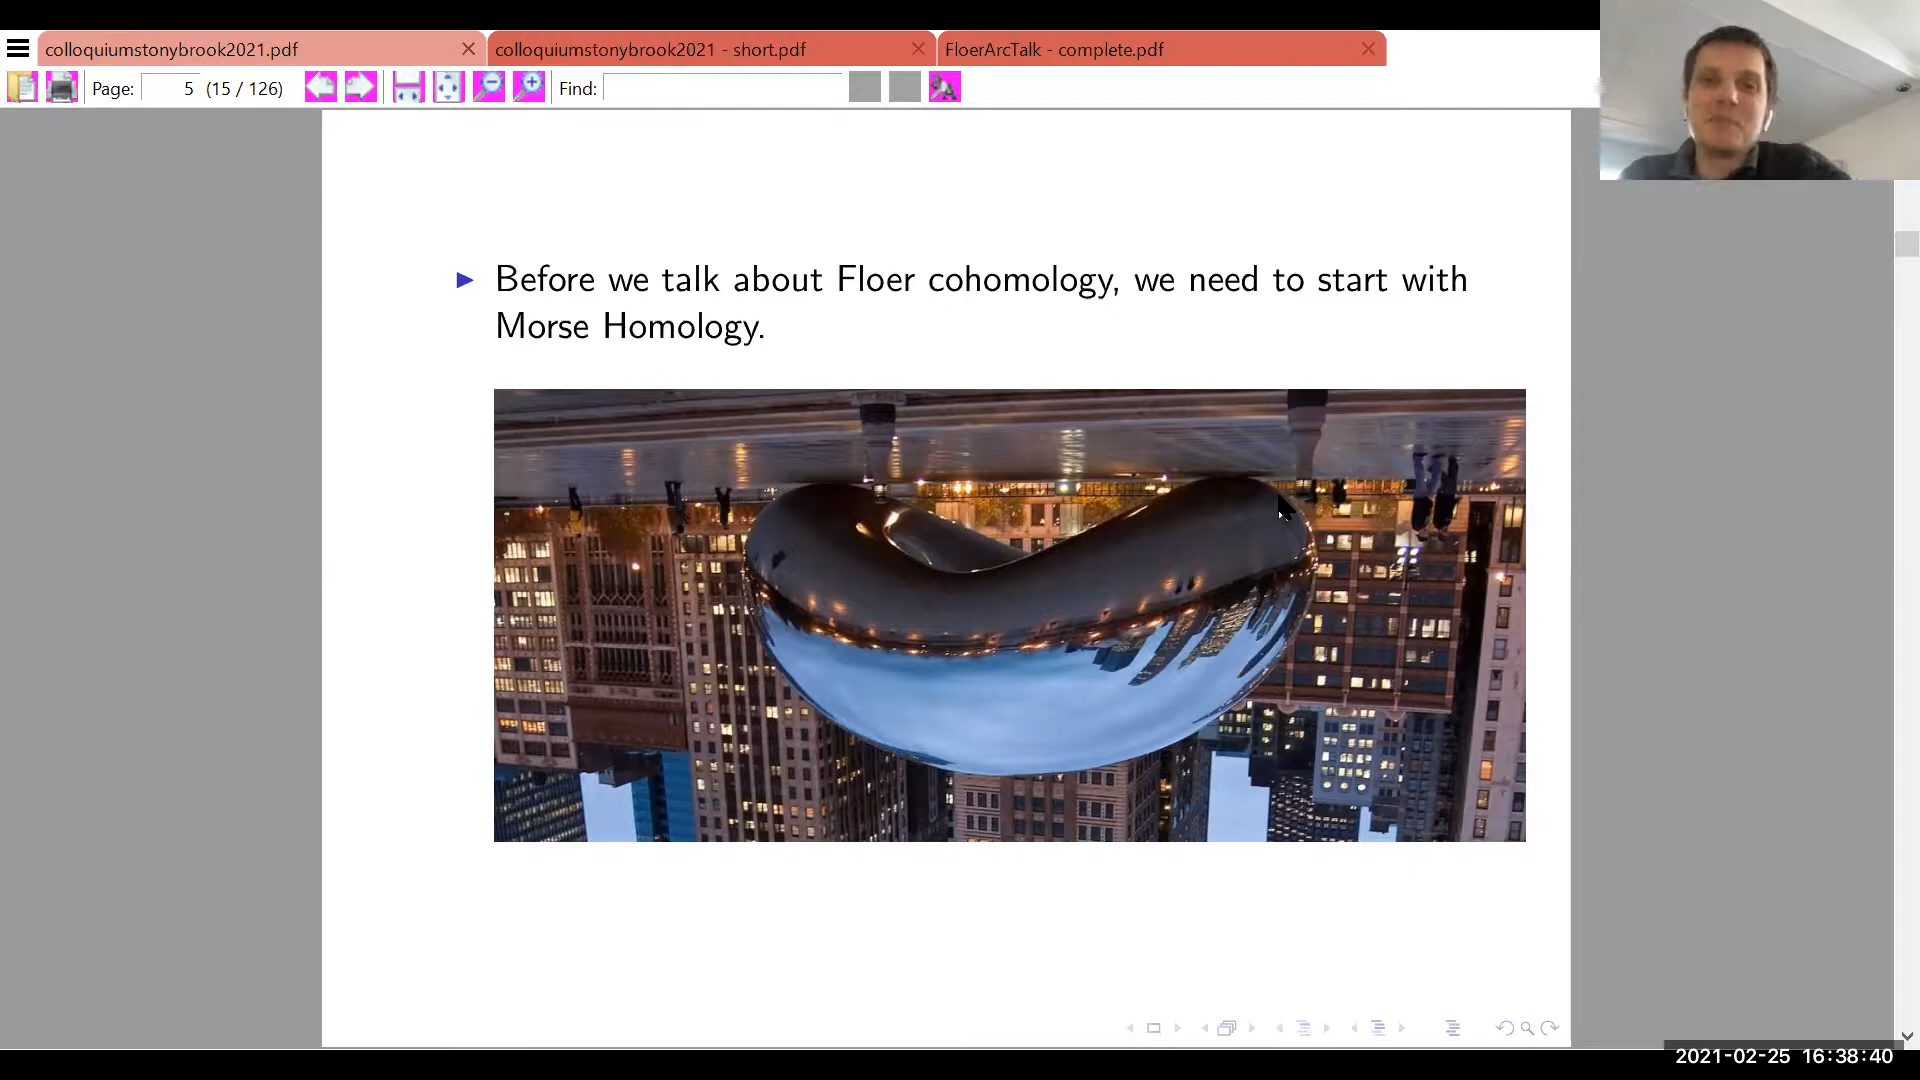 colloquiumstonybrook2021.pdf
colloquiumstonybrook2021 - short.pdf
FloerArcTalk - complete.pdf
Page: 5 (15 / 126)
Find:
Before we talk about Floer cohomology, we need to start with
Morse Homology.
2021-02-25 16:38:40